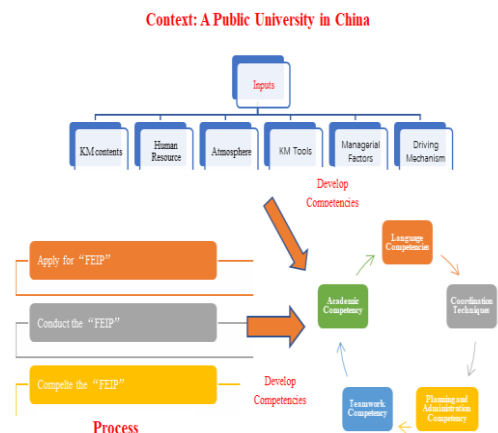 Context: A Public University in China
Inputs
KM contents
Human
Resource
Atmosphere
KM Tools
Managerial
Factors
Driving
Mechanism
Develop
Competencies
Apply for “FEIP”
Conduct the “FEIP”
Compelte the “FEIP”
Process
Develop
Competencies
Language
Competencies
Coordination
Techniques
Planning and
Administration
Competency
Teamwork
Competency
Academic
Competency